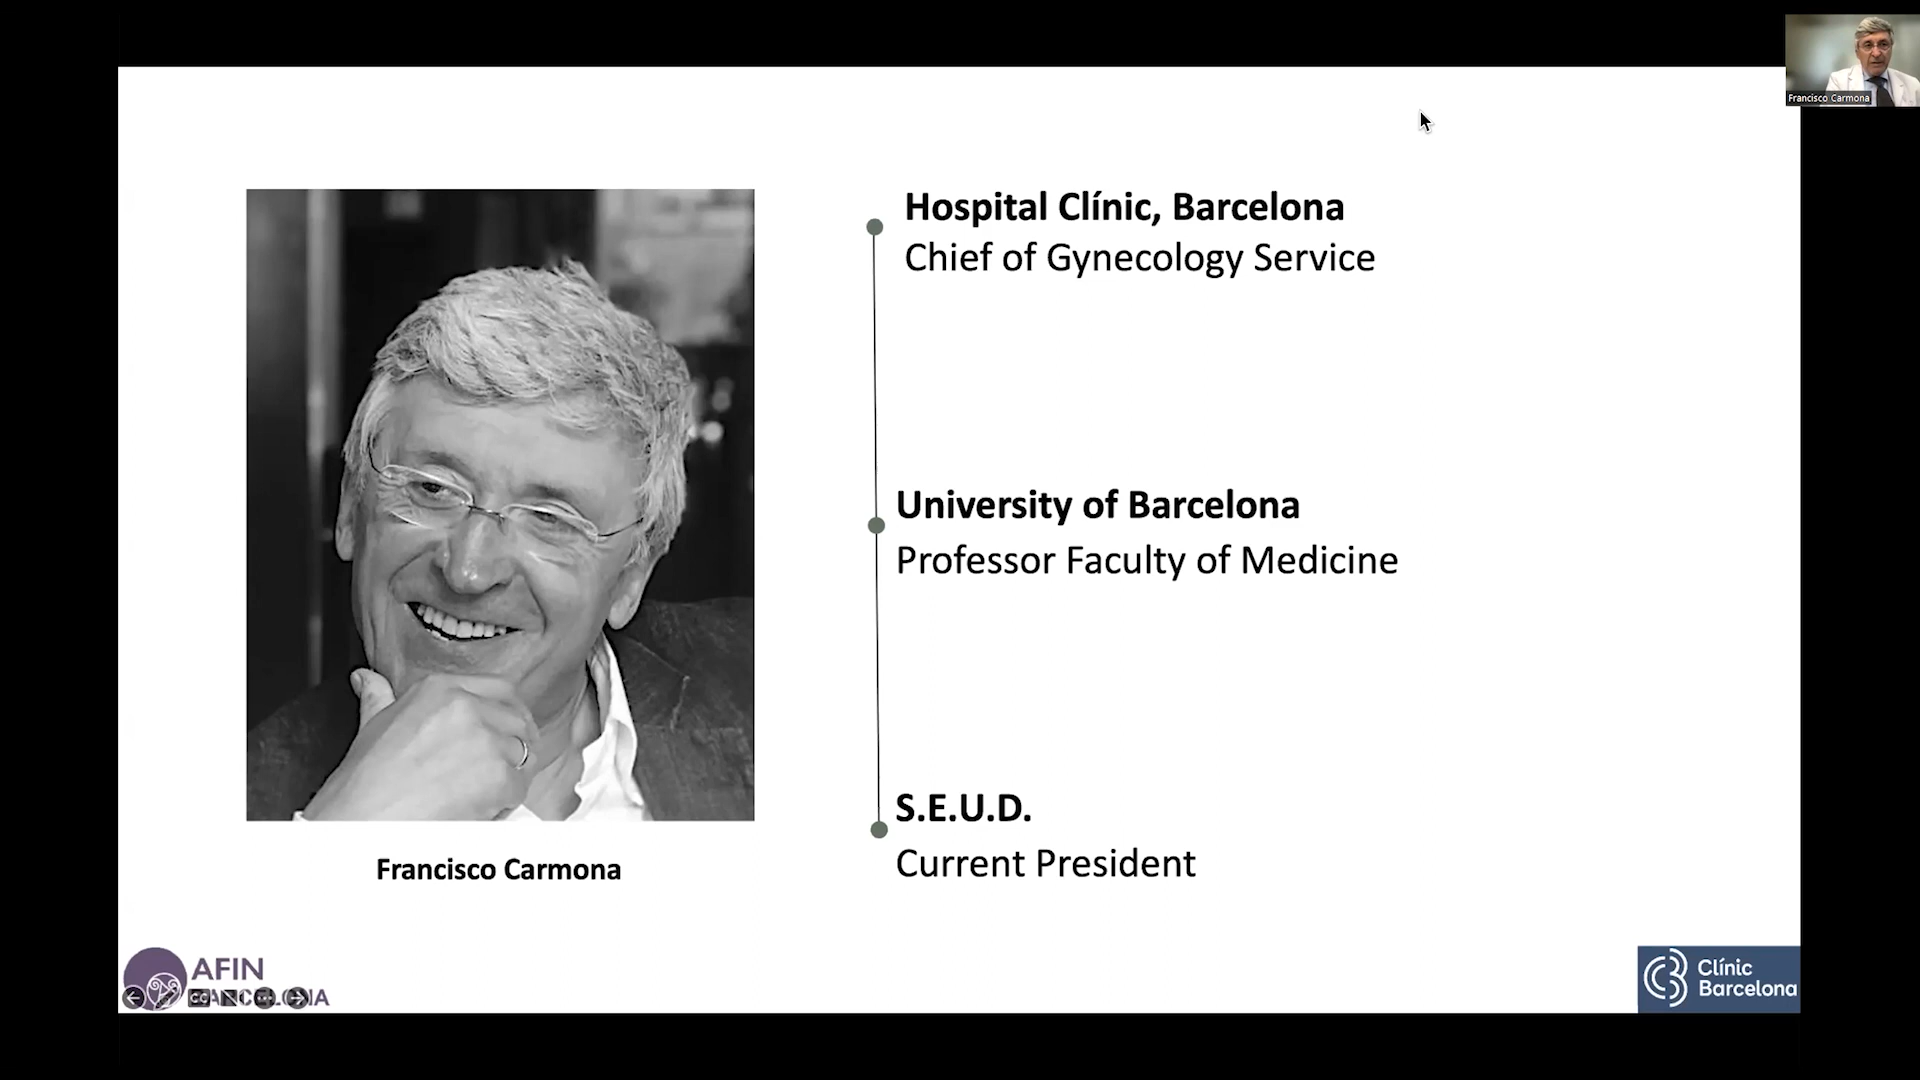 Francisco Carmona
Hospital Clínic, Barcelona
Chief of Gynecology Service
University of Barcelona
Professor Faculty of Medicine
S.E.U.D.
Current President
Francisco Carmona
AFIN
BARCELONA
Clínic
Barcelona